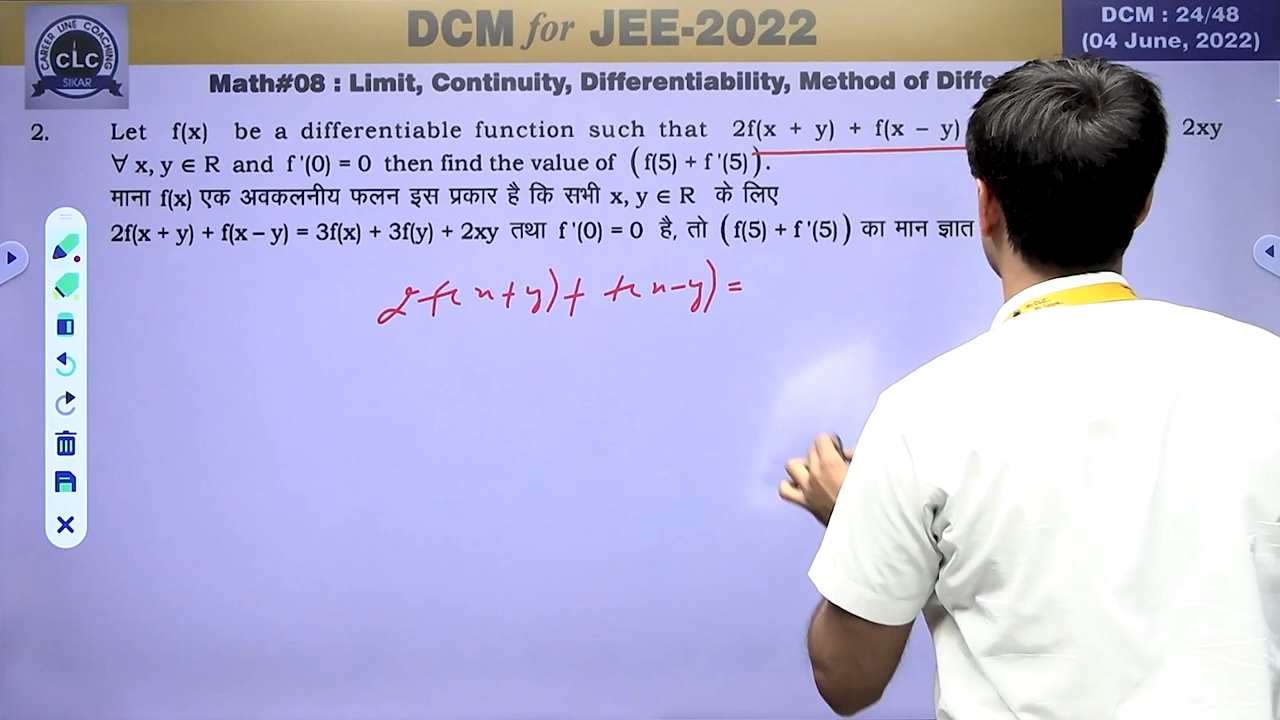 DCM for JEE-2022
DCM : 24/48
(04 June, 2022)
CAREER LINE COACHING
CLC
SIKAR
Math#08 : Limit, Continuity, Differentiability, Method of Diffe
2. Let f(x) be a differentiable function such that 2f(x + y) + f(x − y) 2xy
∀ x, y ∈ R and f '(0) = 0 then find the value of (f(5) + f '(5)).
माना f(x) एक अवकलनीय फलन इस प्रकार है कि सभी x, y ∈ R के लिए
2f(x + y) + f(x − y) = 3f(x) + 3f(y) + 2xy तथा f '(0) = 0 है, तो (f(5) + f '(5)) का मान ज्ञात
2f(x+y)+f(x-y)=